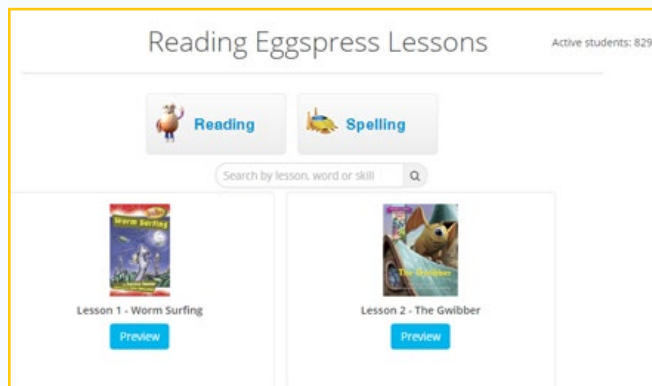 Reading Eggspress Lessons
Active students: 829
Reading
Spelling
Search by lesson, word or skill
Worm Surfing
The Gwibber
Lesson 1 - Worm Surfing
Lesson 2 - The Gwibber
Preview
Preview